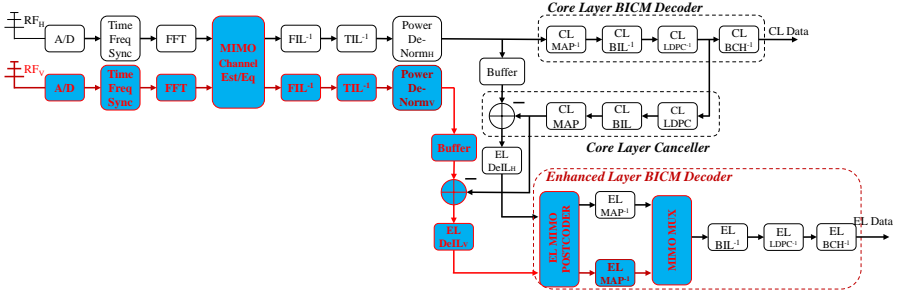 Core Layer BICM Decoder
RF_H
A/D
Time
Freq
Sync
FFT
MIMO
Channel
Est/Eq
FIL⁻¹
TIL⁻¹
Power
De-
Norm_H
CL
MAP⁻¹
CL
BIL⁻¹
CL
LDPC⁻¹
CL
BCH⁻¹
CL Data
RF_V
A/D
Time
Freq
Sync
FFT
FIL⁻¹
TIL⁻¹
Power
De-
Norm_V
Buffer
CL
MAP
CL
BIL
CL
LDPC
Core Layer Canceller
Buffer
EL
DeIL_H
Enhanced Layer BICM Decoder
EL
DeIL_V
EL MIMO
POSTCODER
EL
MAP⁻¹
EL
MAP⁻¹
MIMO MUX
EL
BIL⁻¹
EL
LDPC⁻¹
EL
BCH⁻¹
EL Data